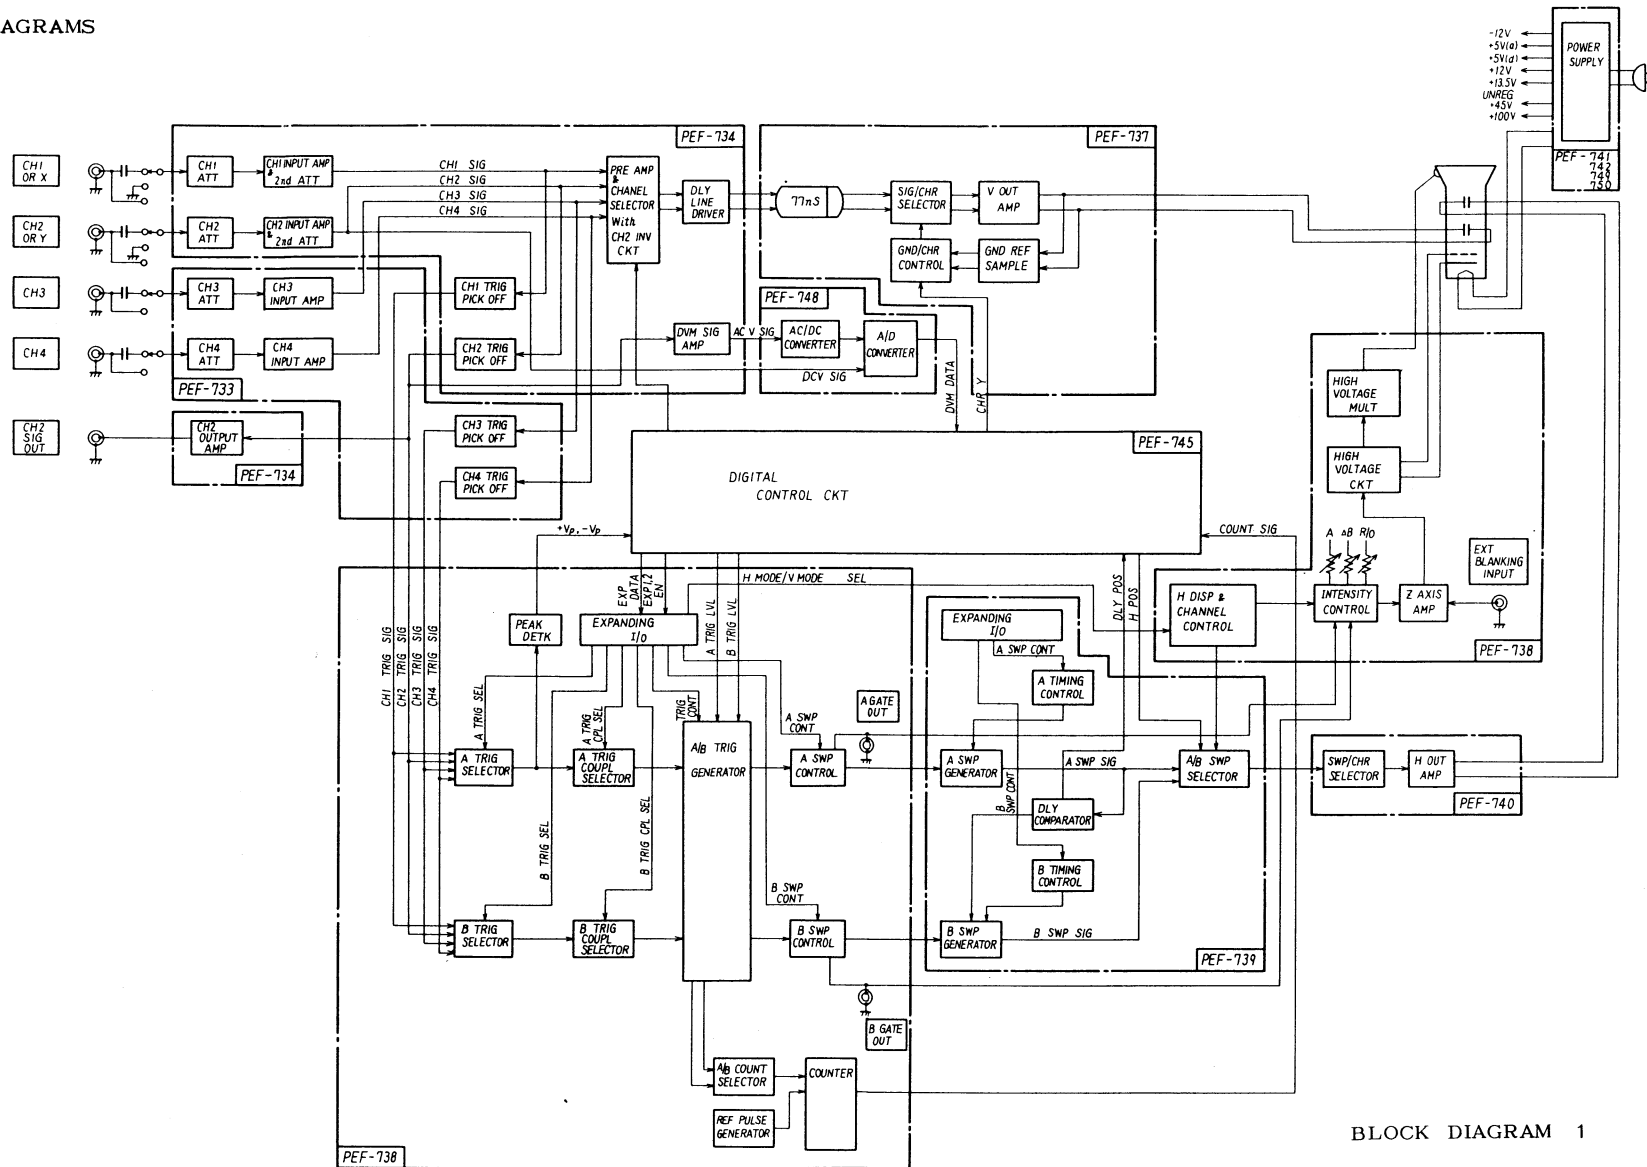 AGRAMS
-12V
+5V(a)
+5V(d)
+12V
+13.5V
UNREG
+45V
+100V
POWER
SUPPLY
PEF-741
742
749
750
PEF-734
PEF-737
CH1
OR X
CH1
ATT
CH1 INPUT AMP
&
2nd ATT
CH1 SIG
CH2 SIG
CH3 SIG
CH4 SIG
PRE AMP
&
CHANEL
SELECTOR
With
CH2 INV
CKT
DLY
LINE
DRIVER
77nS
SIG/CHR
SELECTOR
V OUT
AMP
CH2
OR Y
CH2
ATT
CH2 INPUT AMP
&
2nd ATT
GND/CHR
CONTROL
GND REF
SAMPLE
CH3
CH3
ATT
CH3
INPUT AMP
CH1 TRIG
PICK OFF
PEF-748
CH4
CH4
ATT
CH4
INPUT AMP
CH2 TRIG
PICK OFF
DVM SIG
AMP
AC V SIG
AC/DC
CONVERTER
A/D
CONVERTER
DCV SIG
DVM DATA
CHR Y
PEF-733
CH2
SIG
OUT
CH2
OUTPUT
AMP
PEF-734
CH3 TRIG
PICK OFF
CH4 TRIG
PICK OFF
PEF-745
DIGITAL
CONTROL CKT
HIGH
VOLTAGE
MULT
HIGH
VOLTAGE
CKT
+Vp, -Vp
COUNT SIG
A ΔB R/O
EXT
BLANKING
INPUT
H MODE/V MODE SEL
EXP
DATA
EXP1,2
EN
A TRIG LVL
B TRIG LVL
DLY POS
H POS
PEAK
DETK
EXPANDING
I/O
EXPANDING
I/O
H DISP &
CHANNEL
CONTROL
INTENSITY
CONTROL
Z AXIS
AMP
PEF-738
CH1 TRIG SIG
CH2 TRIG SIG
CH3 TRIG SIG
CH4 TRIG SIG
A TRIG SEL
A TRIG
CPL SEL
TRIG
CONT
A SWP
CONT
A GATE
OUT
A SWP CONT
A TIMING
CONTROL
A TRIG
SELECTOR
A TRIG
COUPL
SELECTOR
A/B TRIG
GENERATOR
A SWP
CONTROL
A SWP
GENERATOR
A SWP SIG
A/B SWP
SELECTOR
SWP/CHR
SELECTOR
H OUT
AMP
PEF-740
B
SWP CONT
DLY
COMPARATOR
B TRIG SEL
B TRIG CPL SEL
B TIMING
CONTROL
B SWP
CONT
B TRIG
SELECTOR
B TRIG
COUPL
SELECTOR
B SWP
CONTROL
B SWP
GENERATOR
B SWP SIG
PEF-739
B GATE
OUT
A/B COUNT
SELECTOR
COUNTER
REF PULSE
GENERATOR
PEF-738
BLOCK DIAGRAM 1